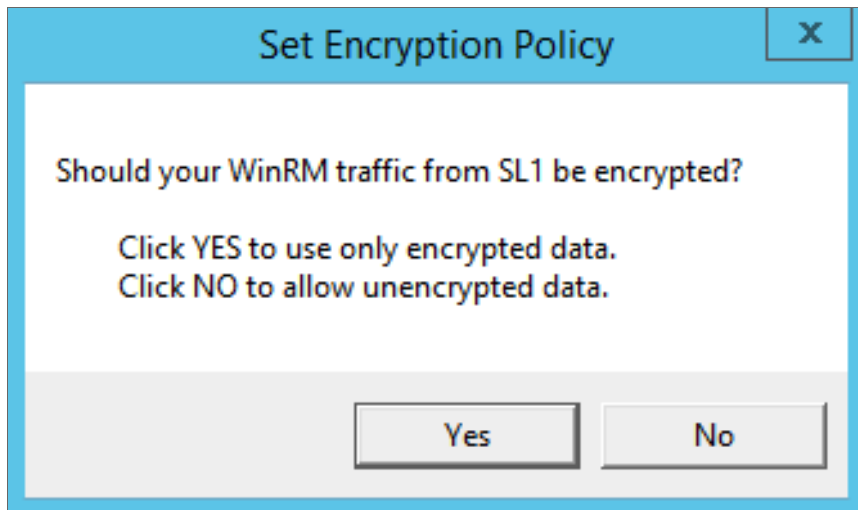 Set Encryption Policy
x
Should your WinRM traffic from SL1 be encrypted?
Click YES to use only encrypted data.
Click NO to allow unencrypted data.
Yes
No